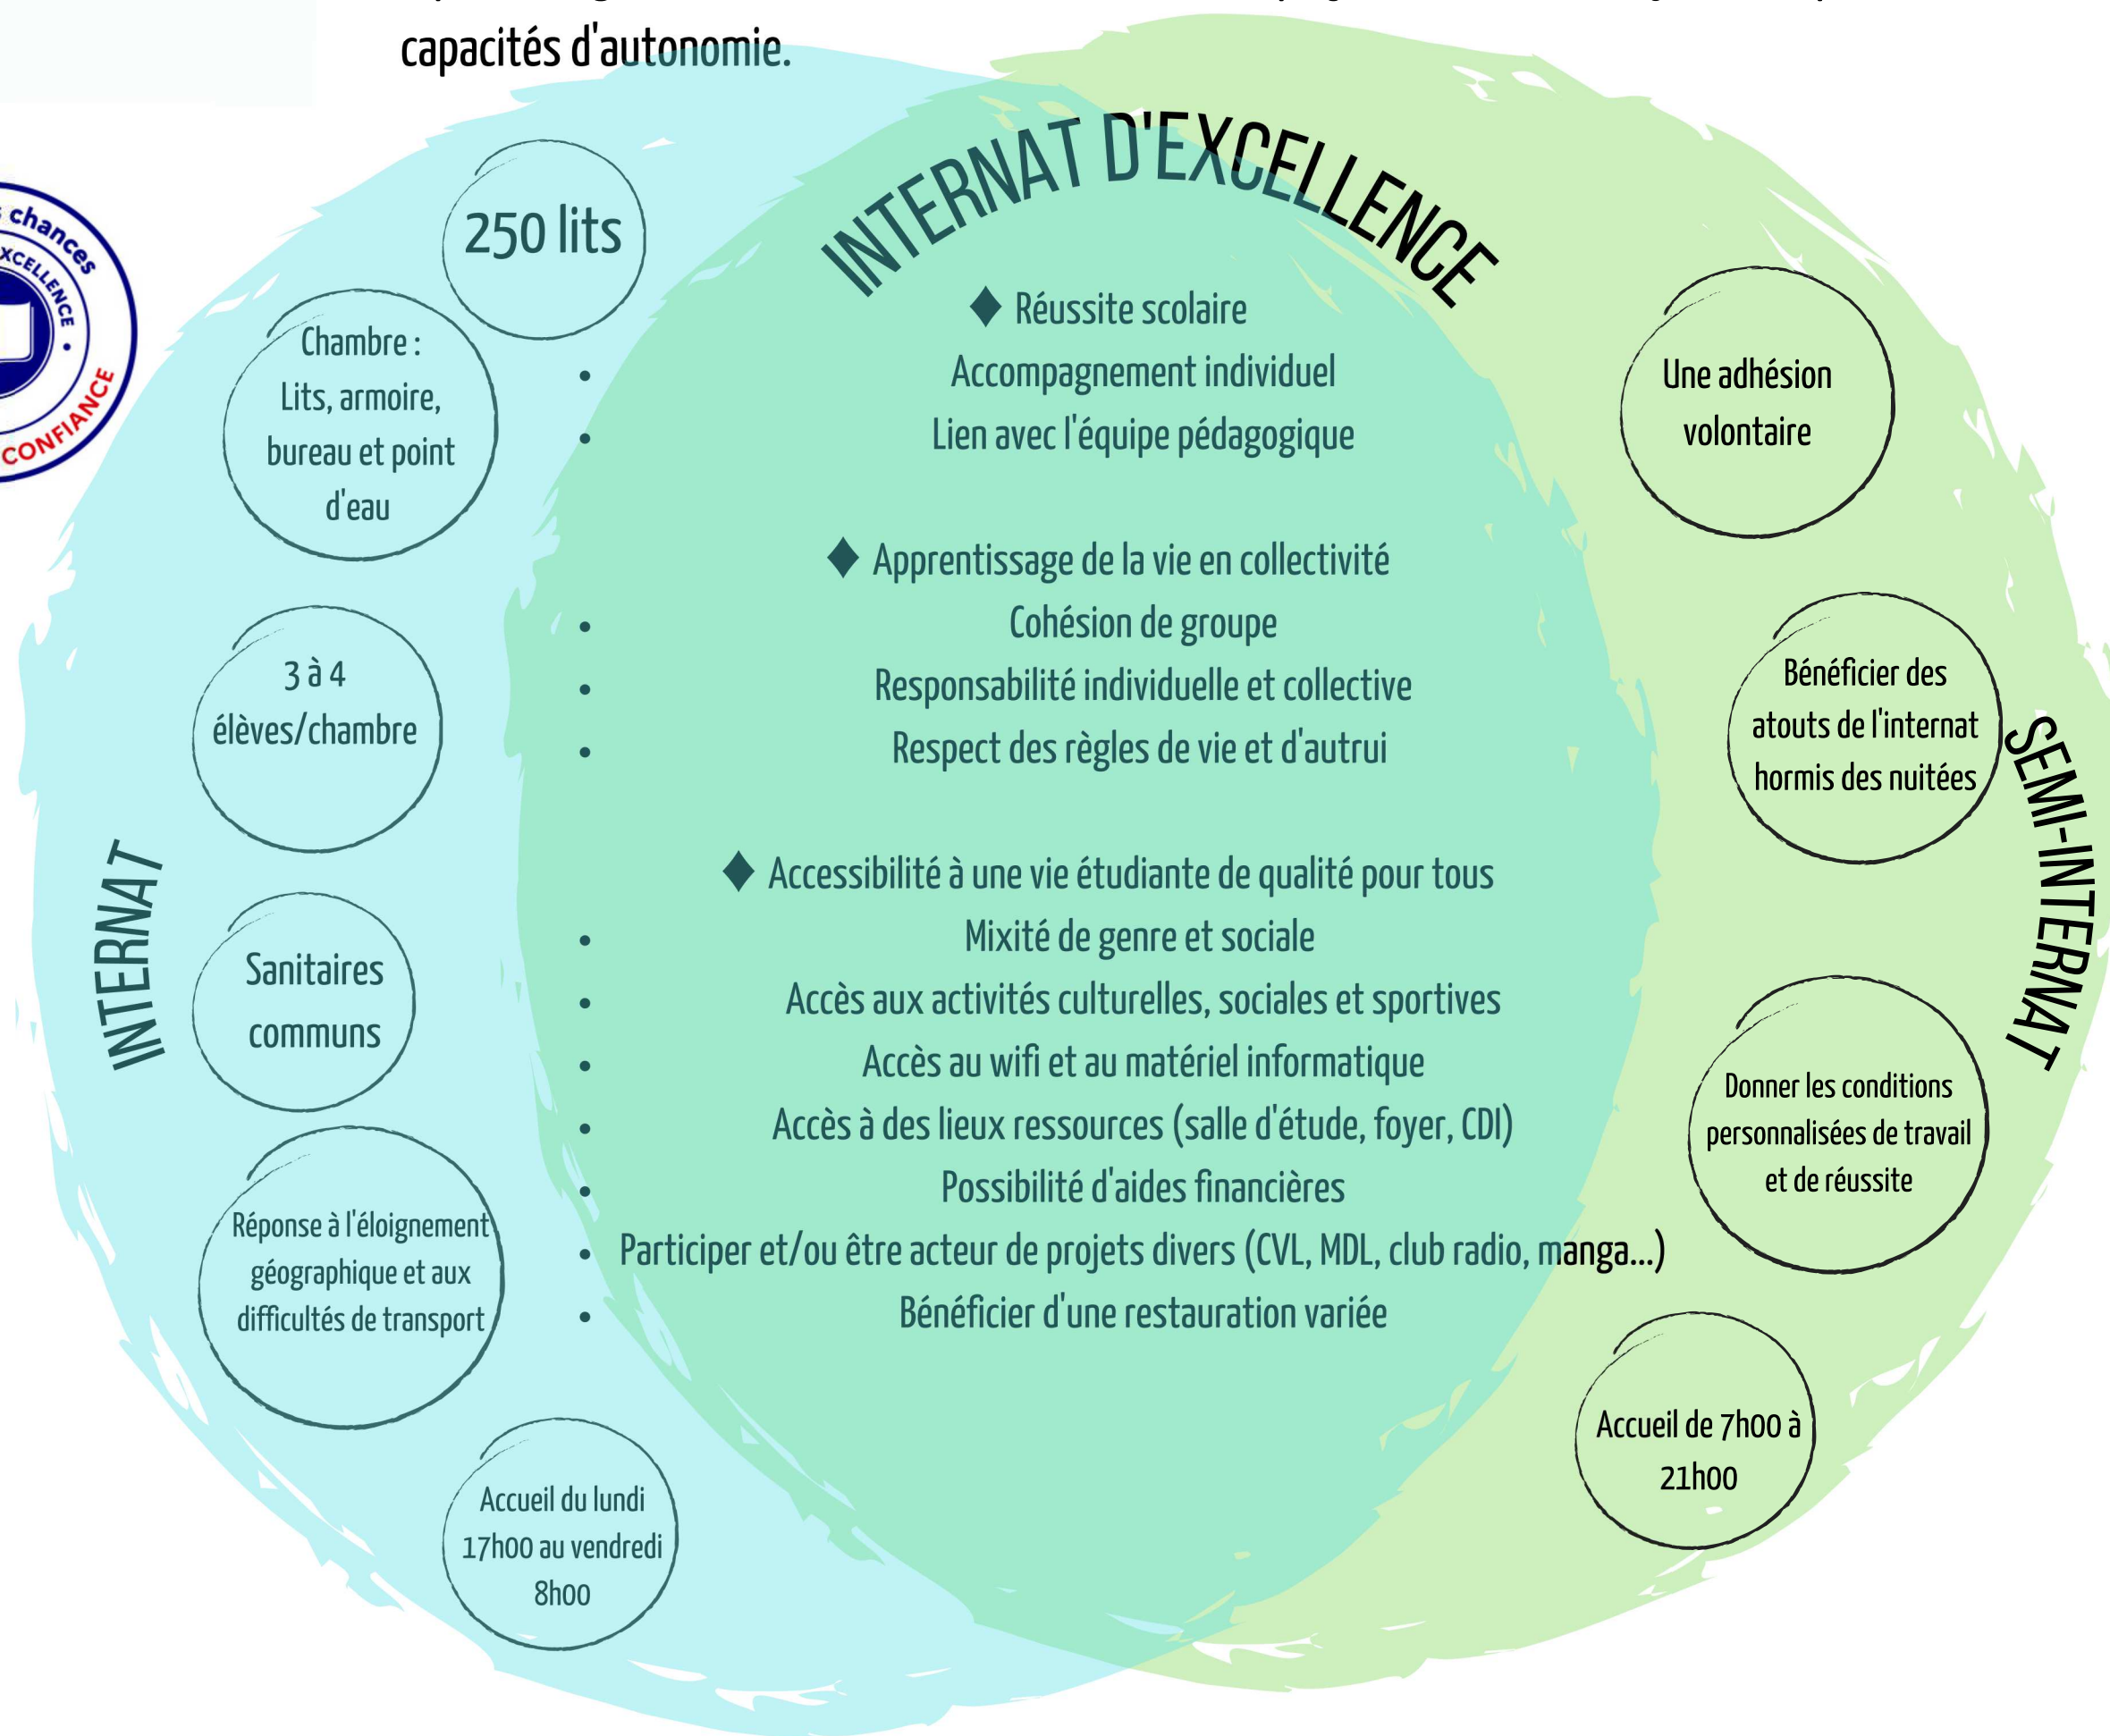 capacités d'autonomie.
chances
XCELLENCE •
CONFIANCE
INTERNAT D'EXCELLENCE
INTERNAT
250 lits
Chambre :
Lits, armoire,
bureau et point
d'eau
3 à 4
élèves/chambre
Sanitaires
communs
Réponse à l'éloignement
géographique et aux
difficultés de transport
Accueil du lundi
17h00 au vendredi
8h00
♦ Réussite scolaire
• Accompagnement individuel
• Lien avec l'équipe pédagogique
♦ Apprentissage de la vie en collectivité
• Cohésion de groupe
• Responsabilité individuelle et collective
• Respect des règles de vie et d'autrui
♦ Accessibilité à une vie étudiante de qualité pour tous
• Mixité de genre et sociale
• Accès aux activités culturelles, sociales et sportives
• Accès au wifi et au matériel informatique
• Accès à des lieux ressources (salle d'étude, foyer, CDI)
• Possibilité d'aides financières
• Participer et/ou être acteur de projets divers (CVL, MDL, club radio, manga...)
• Bénéficier d'une restauration variée
SEMI-INTERNAT
Une adhésion
volontaire
Bénéficier des
atouts de l'internat
hormis des nuitées
Donner les conditions
personnalisées de travail
et de réussite
Accueil de 7h00 à
21h00